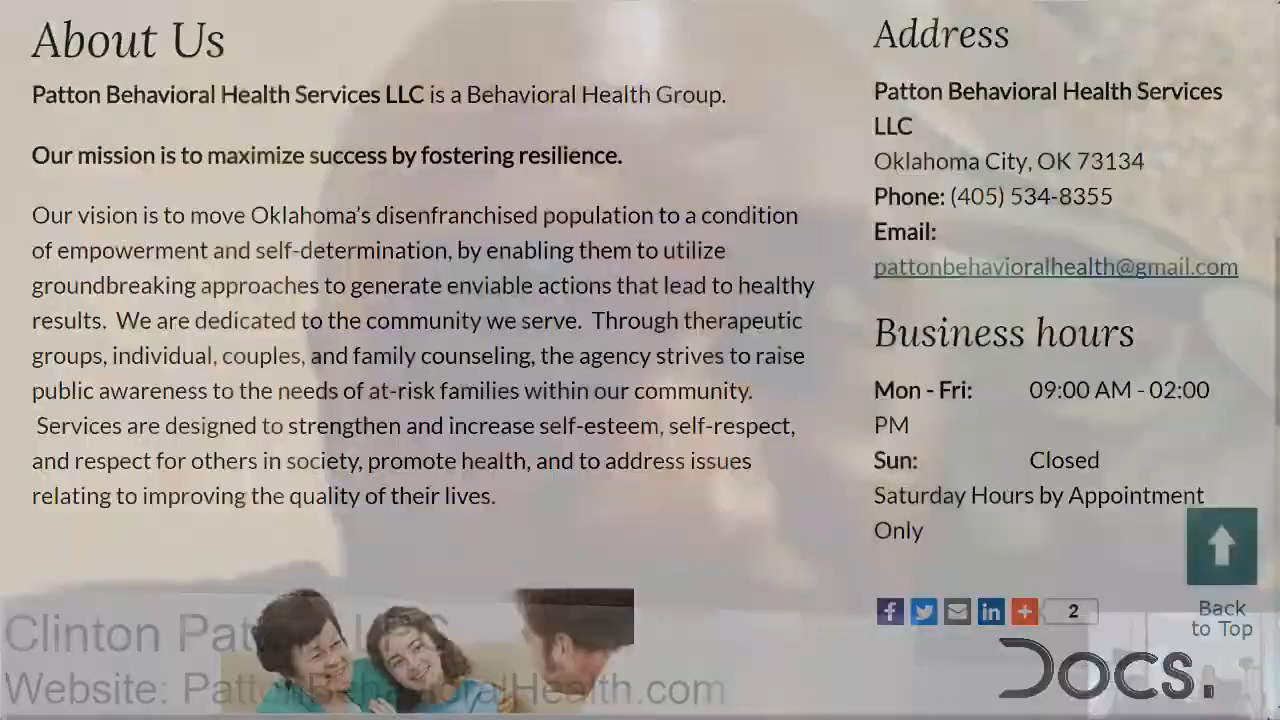 About Us
Patton Behavioral Health Services LLC is a Behavioral Health Group.
Our mission is to maximize success by fostering resilience.
Our vision is to move Oklahoma's disenfranchised population to a condition
of empowerment and self-determination, by enabling them to utilize
groundbreaking approaches to generate enviable actions that lead to healthy
results.  We are dedicated to the community we serve.  Through therapeutic
groups, individual, couples, and family counseling, the agency strives to raise
public awareness to the needs of at-risk families within our community.
Services are designed to strengthen and increase self-esteem, self-respect,
and respect for others in society, promote health, and to address issues
relating to improving the quality of their lives.
Address
Patton Behavioral Health Services
LLC
Oklahoma City, OK 73134
Phone: (405) 534-8355
Email:
pattonbehavioralhealth@gmail.com
Business hours
Mon - Fri: 09:00 AM - 02:00
PM
Sun: Closed
Saturday Hours by Appointment
Only
2
Back
to Top
Clinton
Website: PattonBehavioralHealth.com
DOCS.